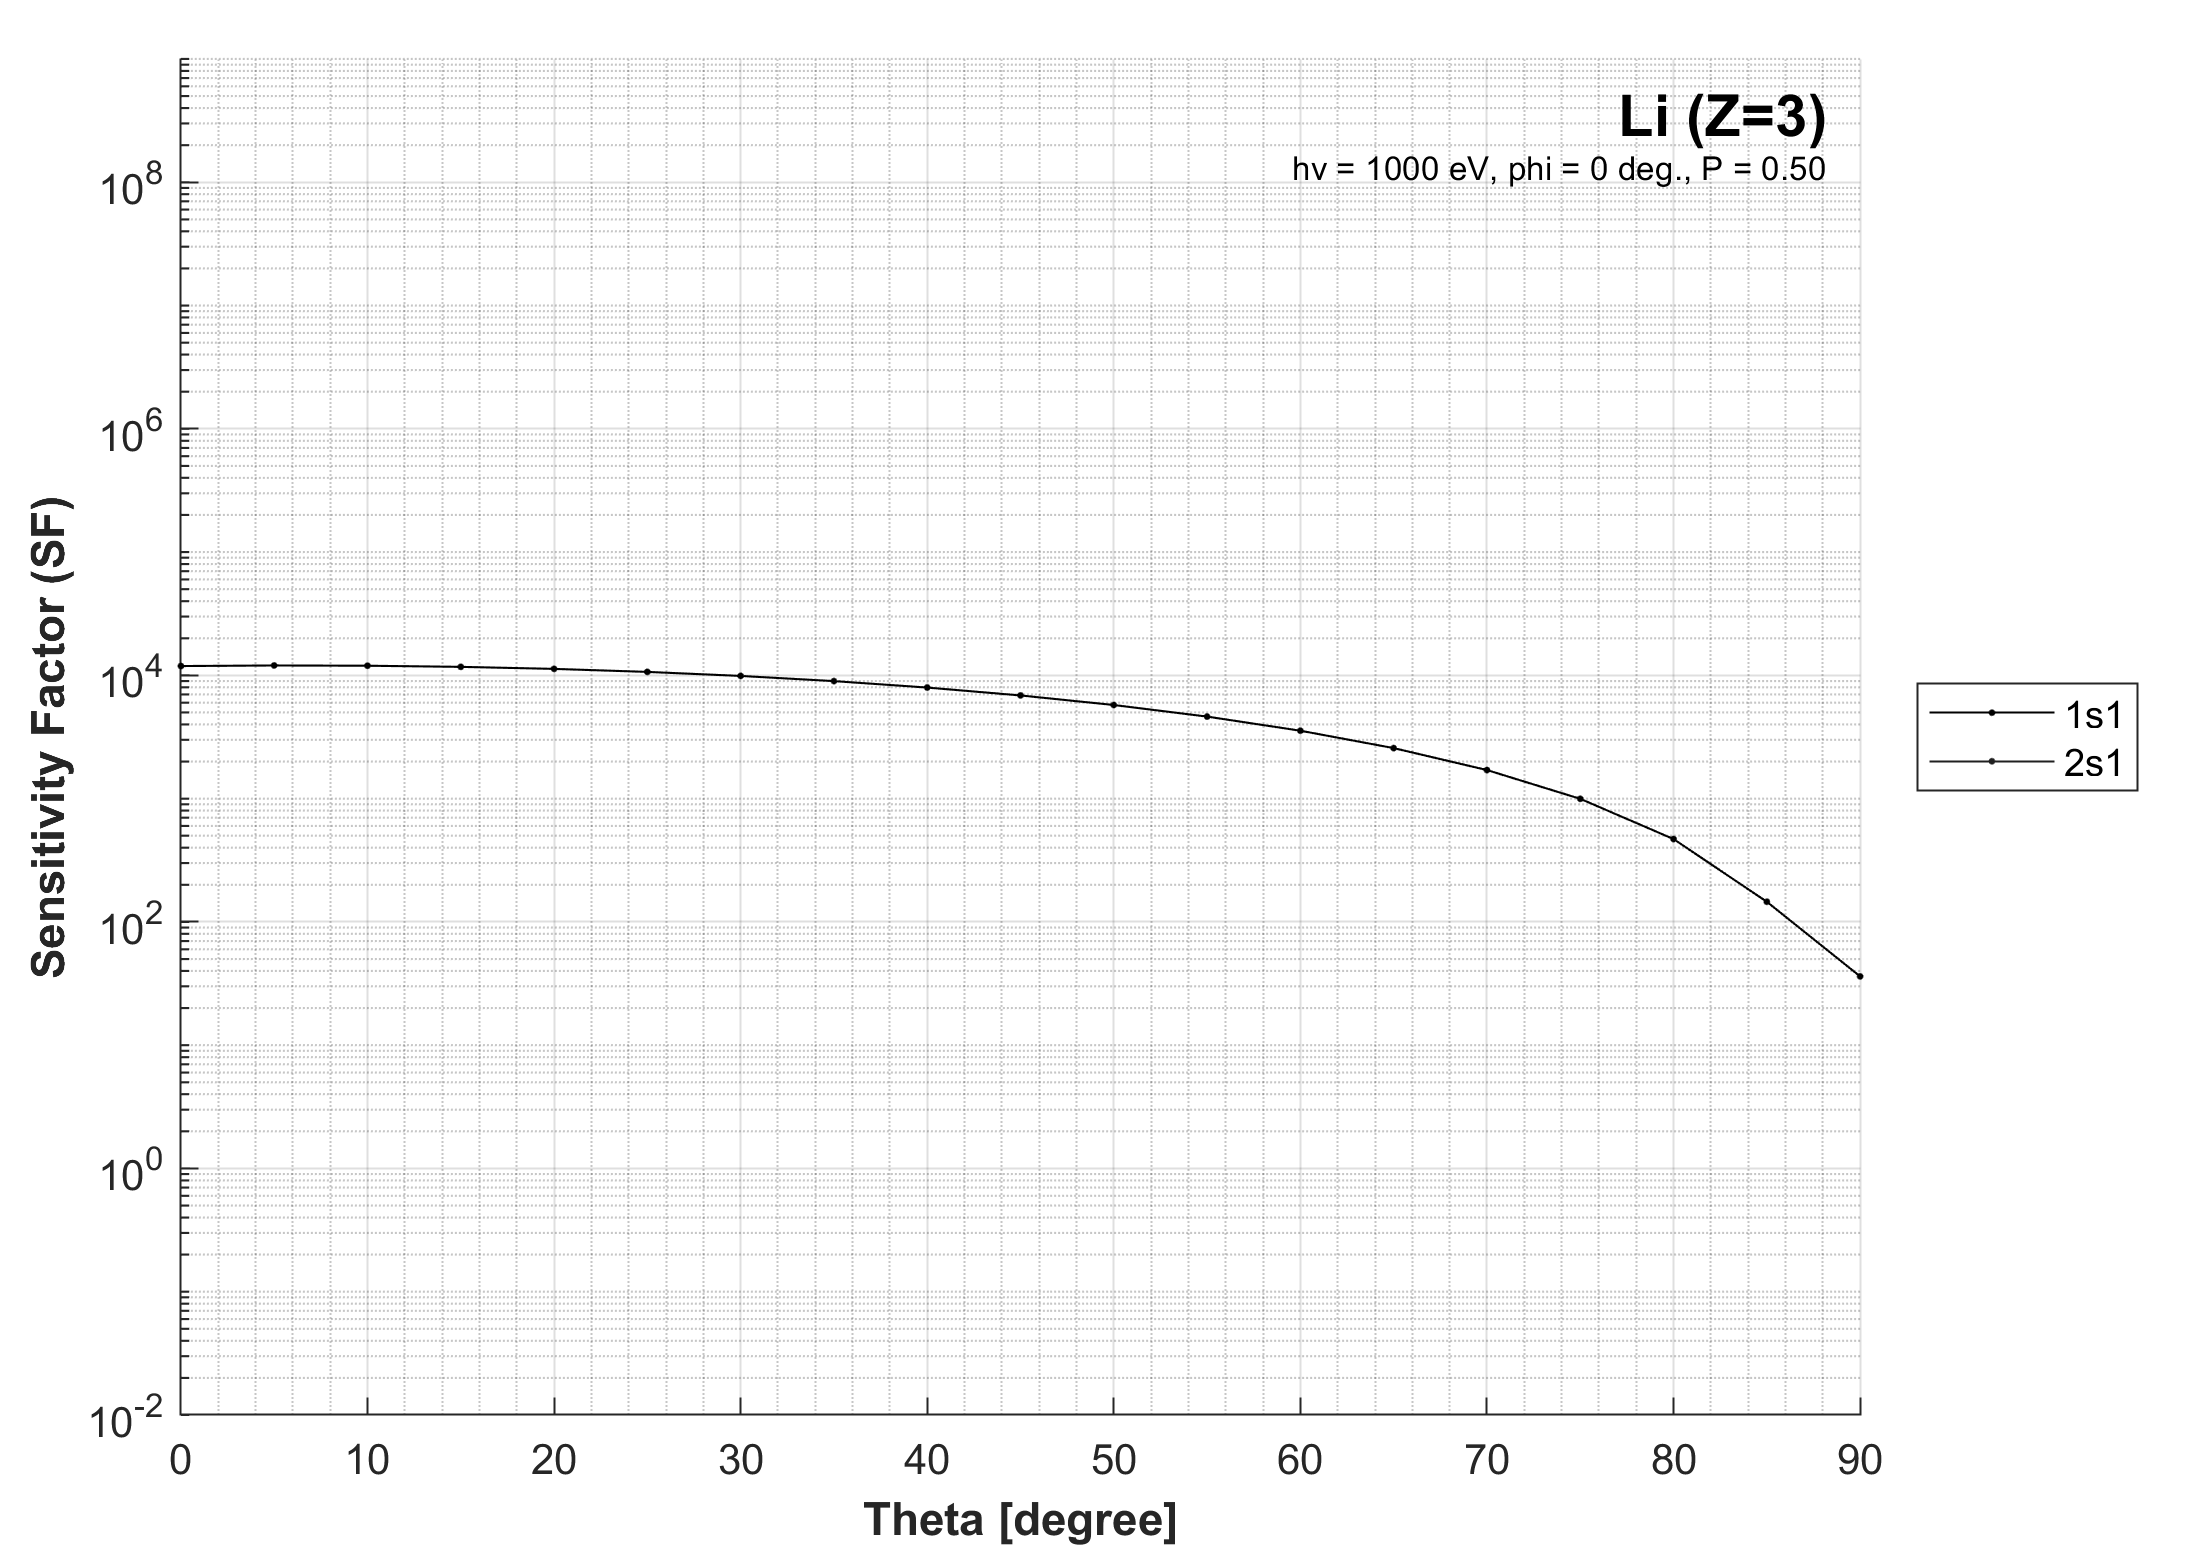 Li (Z=3)
hv = 1000 eV, phi = 0 deg., P = 0.50
Sensitivity Factor (SF)
10^8
10^6
10^4
10^2
10^0
10^-2
0 10 20 30 40 50 60 70 80 90
Theta [degree]
1s1
2s1